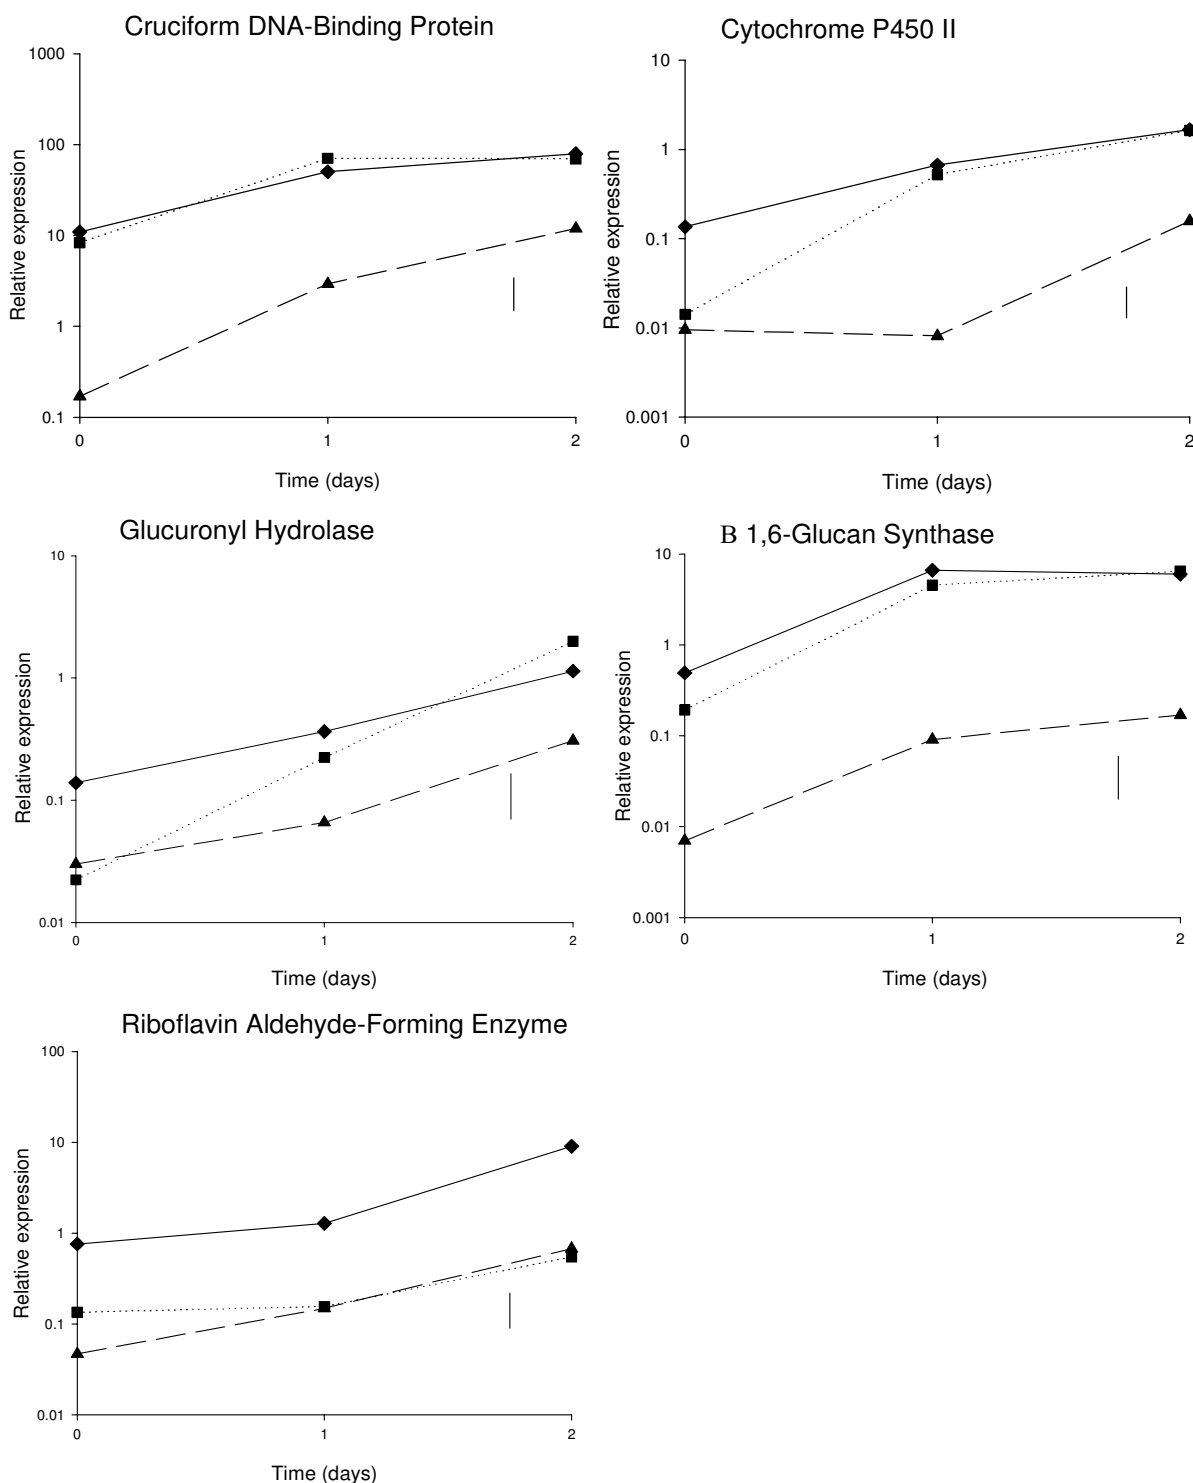 Cruciform DNA-Binding Protein
1000
100
10
1
0.1
Relative expression
0
1
2
Time (days)
Cytochrome P450 II
10
1
0.1
0.01
0.001
Relative expression
0
1
2
Time (days)
Glucuronyl Hydrolase
10
1
0.1
0.01
Relative expression
0
1
2
Time (days)
B 1,6-Glucan Synthase
10
1
0.1
0.01
0.001
Relative expression
0
1
2
Time (days)
Riboflavin Aldehyde-Forming Enzyme
100
10
1
0.1
0.01
Relative expression
0
1
2
Time (days)